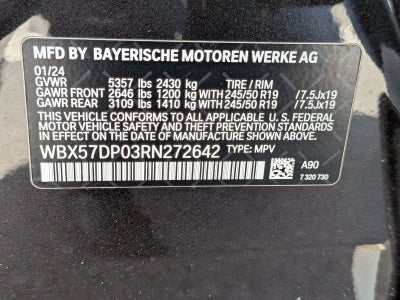 MFD BY BAYERISCHE MOTOREN WERKE AG
01/24
GVWR 5357 lbs 2430 kg TIRE / RIM
GAWR FRONT 2646 lbs 1200 kg 245/50 R19 /7.5Jx19
GAWR REAR 3109 lbs 1410 kg 245/50 R19 /7.5Jx19
THIS VEHICLE CONFORMS TO ALL APPLICABLE
U. S. FEDERAL MOTOR VEHICLE SAFETY AND
THEFT PREVENTION STANDARDS IN EFFECT ON
THE DATE OF MANUFACTURE SHOWN ABOVE.
WBX57DP03RN272642 TYPE: MPV
A90
7 320 730